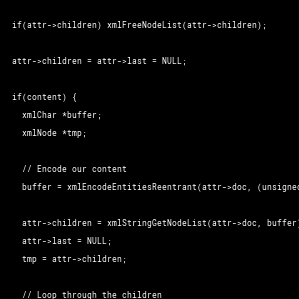 if(attr->children) xmlFreeNodeList(attr->children);
attr->children = attr->last = NULL;
if(content) {
xmlChar *buffer;
xmlNode *tmp;
// Encode our content
buffer = xmlEncodeEntitiesReentrant(attr->doc, (unsigned
attr->children = xmlStringGetNodeList(attr->doc, buffer)
attr->last = NULL;
tmp = attr->children;
// Loop through the children